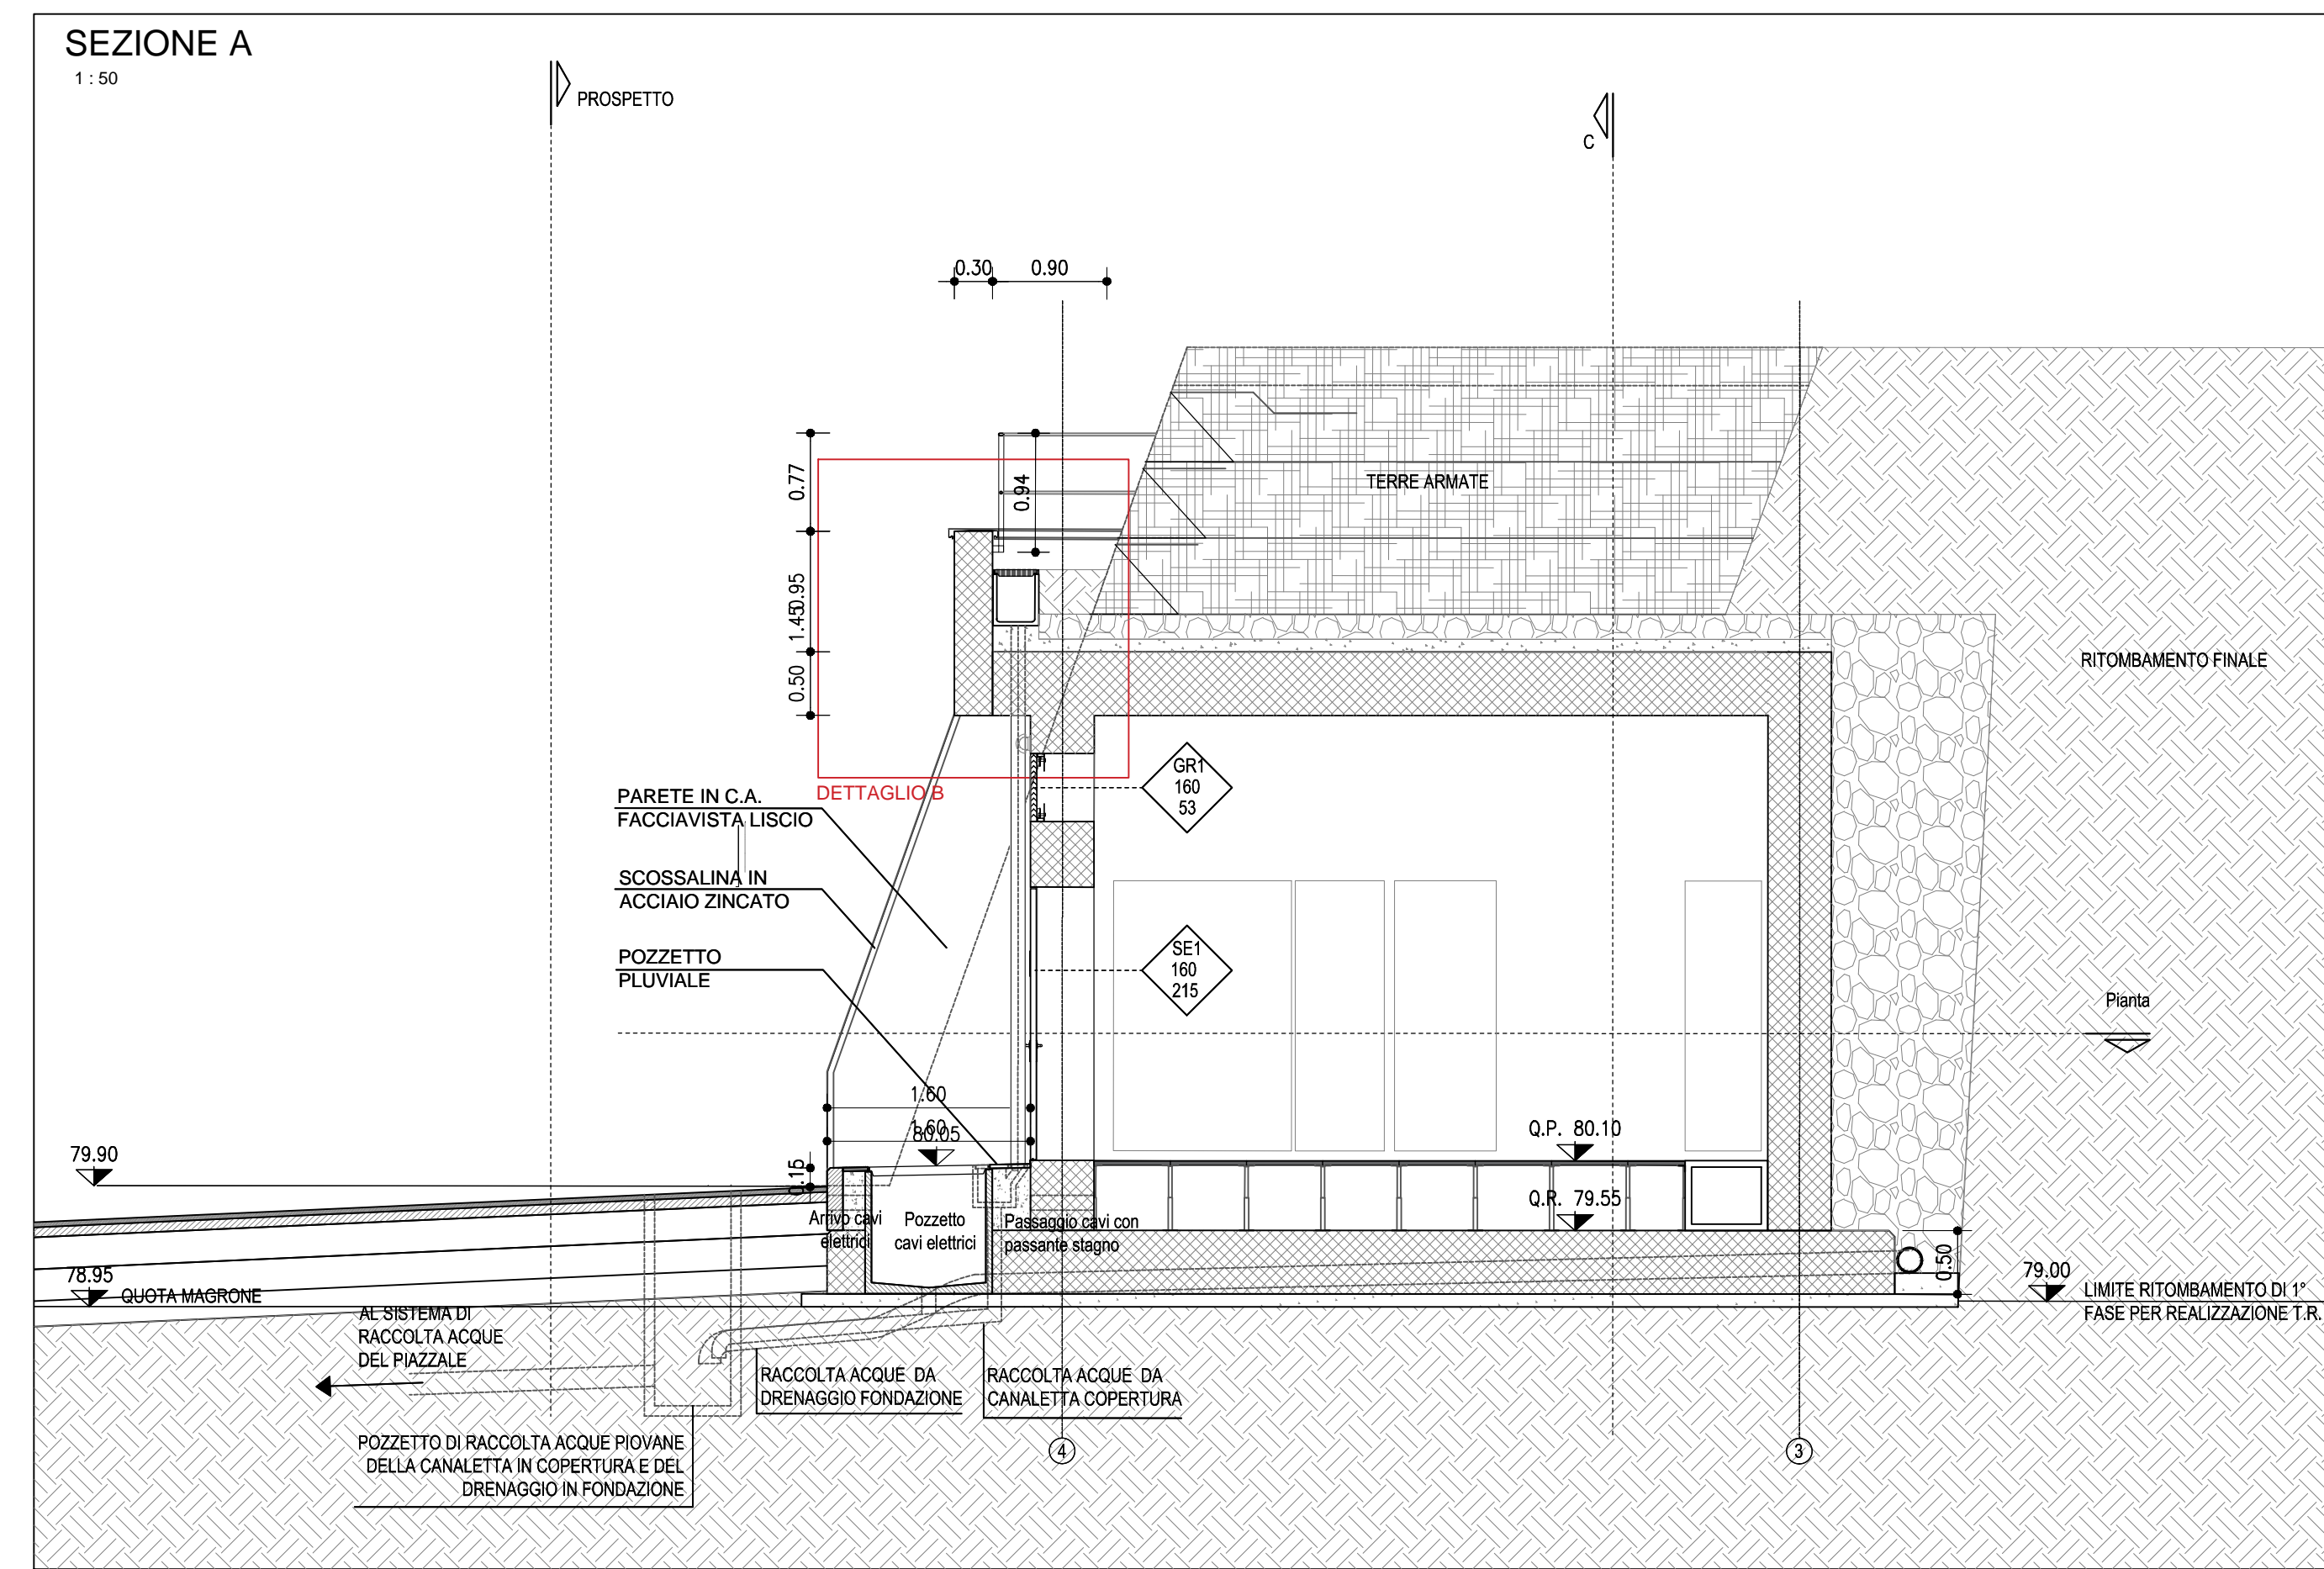 SEZIONE A
1 : 50
PROSPETTO
C
0.30
0.90
0.77
0.94
TERRE ARMATE
0.95
1.45
0.50
RITOMBAMENTO FINALE
DETTAGLIO B
PARETE IN C.A.
FACCIAVISTA LISCIO
GR1
160
53
SCOSSALINA IN
ACCIAIO ZINCATO
POZZETTO
PLUVIALE
SE1
160
215
Pianta
1.60
1.60
80.05
79.90
0.15
Q.P. 80.10
Q.R. 79.55
Arrivo cavi
elettrici
Pozzetto
cavi elettrici
Passaggio cavi con
passante stagno
78.95
QUOTA MAGRONE
0.50
79.00
LIMITE RITOMBAMENTO DI 1°
FASE PER REALIZZAZIONE T.R.
AL SISTEMA DI
RACCOLTA ACQUE
DEL PIAZZALE
RACCOLTA ACQUE DA
DRENAGGIO FONDAZIONE
RACCOLTA ACQUE DA
CANALETTA COPERTURA
POZZETTO DI RACCOLTA ACQUE PIOVANE
DELLA CANALETTA IN COPERTURA E DEL
DRENAGGIO IN FONDAZIONE
4
3